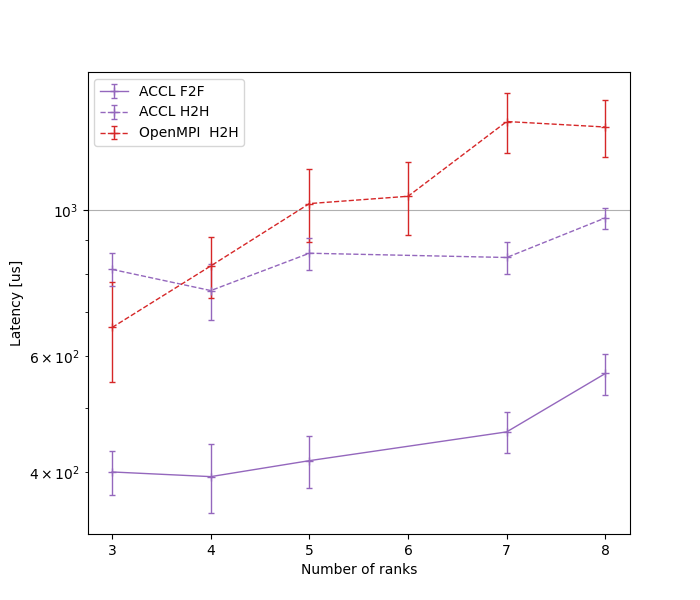 ACCL F2F
ACCL H2H
OpenMPI  H2H
10³
6 × 10²
4 × 10²
Latency [us]
3 4 5 6 7 8
Number of ranks